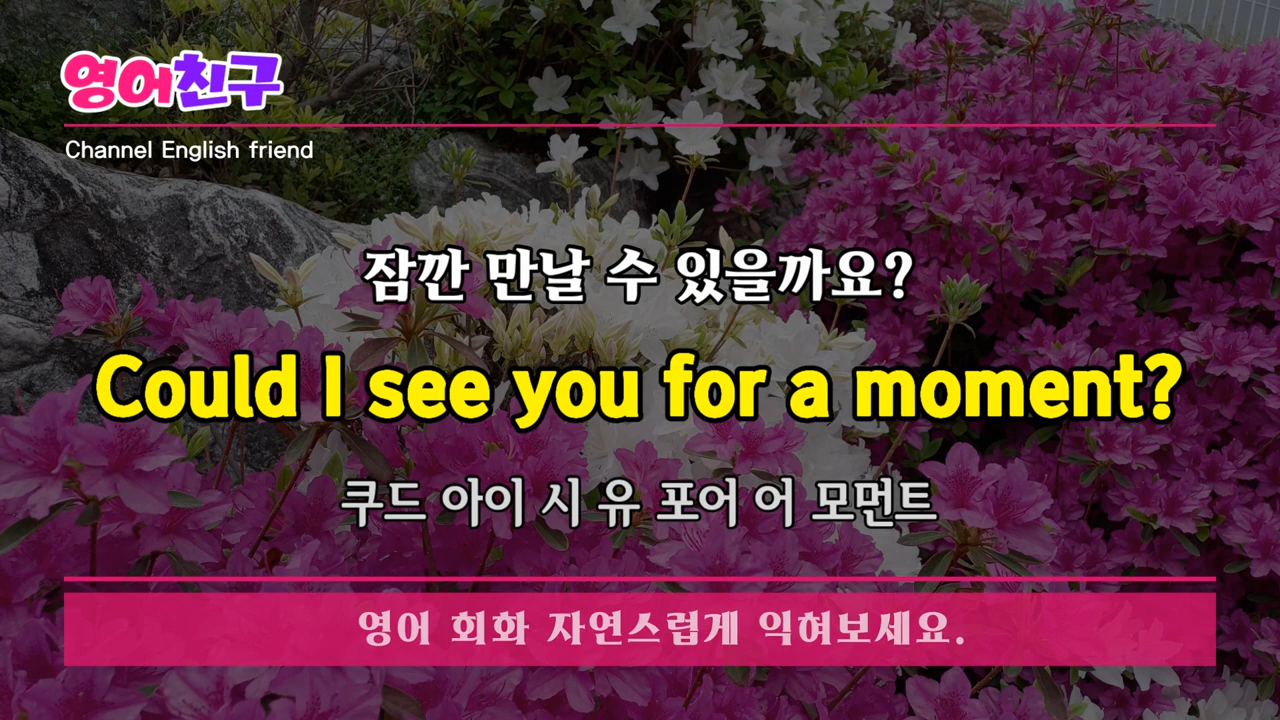 영어친구
Channel English friend
잠깐 만날 수 있을까요?
Could I see you for a moment?
쿠드 아이 시 유 포어 어 모먼트
영어 회화 자연스럽게 익혀보세요.